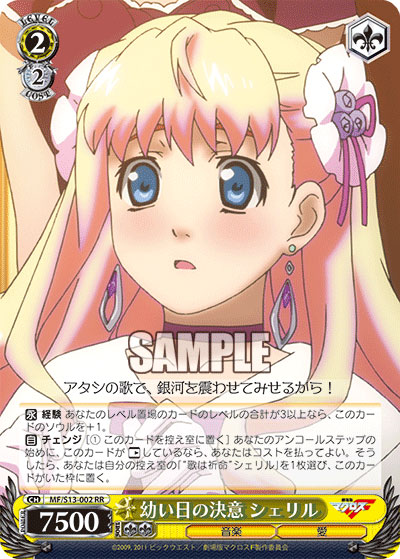 LEVEL
2
2
COST
SAMPLE
アタシの歌で、銀河を震わせてみせるから!
永 経験 あなたのレベル置場のカードのレベルの合計が3以上なら、このカードのソウルを+1。
自 チェンジ [① このカードを控え室に置く] あなたのアンコールステップの始めに、このカードがしているなら、あなたはコストを払ってよい。そうしたら、あなたは自分の控え室の「“歌は祈命”シェリル」を1枚選び、このカードがいた枠に置く。
CH MF/S13-002 RR
幼い日の決意 シェリル
劇場版
マクロスF
POWER
7500
音楽
愛
©2009, 2011 ビックウエスト/劇場版マクロスF製作委員会